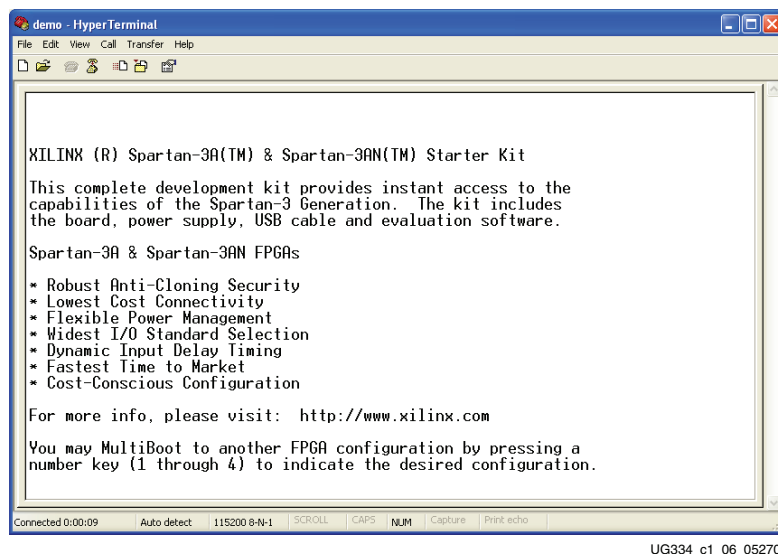 demo - HyperTerminal
File Edit View Call Transfer Help
XILINX (R) Spartan-3A(TM) & Spartan-3AN(TM) Starter Kit
This complete development kit provides instant access to the
capabilities of the Spartan-3 Generation.  The kit includes
the board, power supply, USB cable and evaluation software.
Spartan-3A & Spartan-3AN FPGAs
* Robust Anti-Cloning Security
* Lowest Cost Connectivity
* Flexible Power Management
* Widest I/O Standard Selection
* Dynamic Input Delay Timing
* Fastest Time to Market
* Cost-Conscious Configuration
For more info, please visit:  http://www.xilinx.com
You may MultiBoot to another FPGA configuration by pressing a
number key (1 through 4) to indicate the desired configuration.
Connected 0:00:09 Auto detect 115200 8-N-1 SCROLL CAPS NUM Capture Print echo
UG334_c1_06_05270